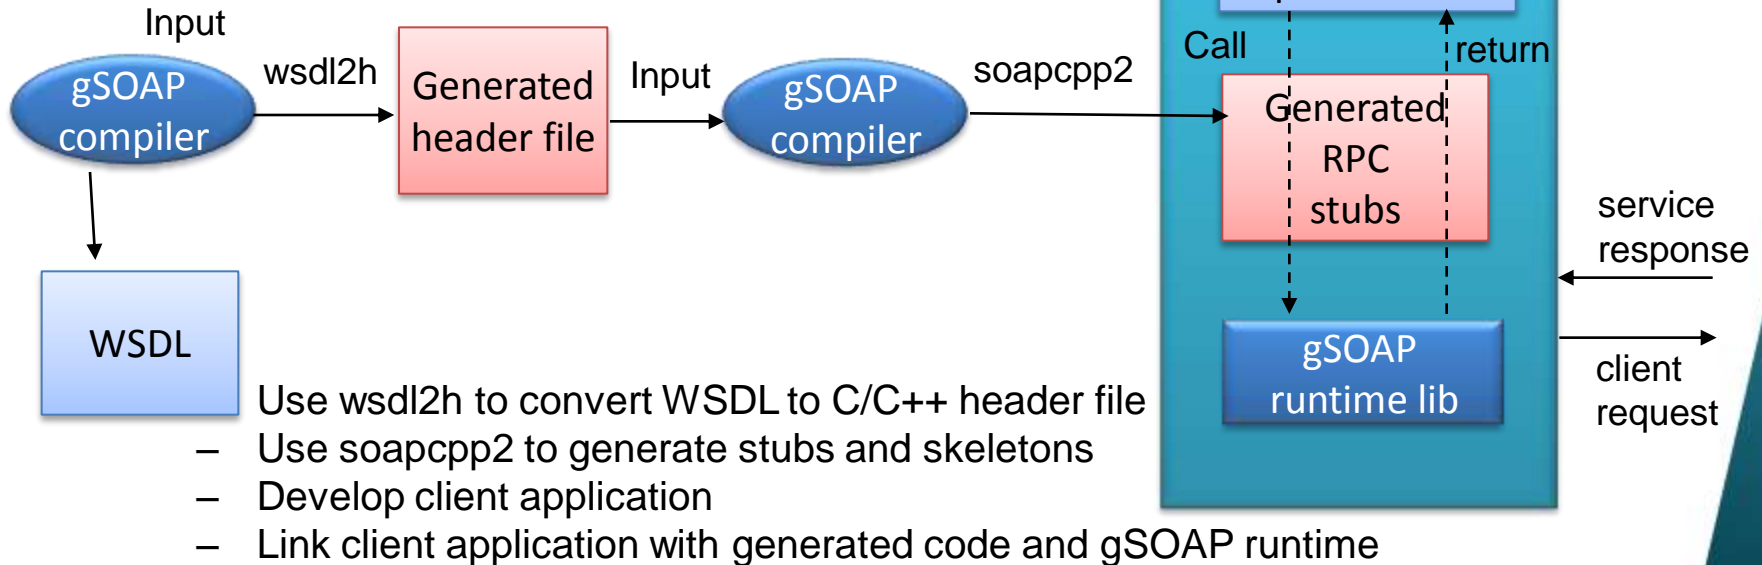 Input
gSOAP
compiler
wsdl2h
Generated
header file
Input
gSOAP
compiler
soapcpp2
Call
return
Generated
RPC
stubs
service
response
gSOAP
runtime lib
client
request
WSDL
Use wsdl2h to convert WSDL to C/C++ header file
– Use soapcpp2 to generate stubs and skeletons
– Develop client application
– Link client application with generated code and gSOAP runtime